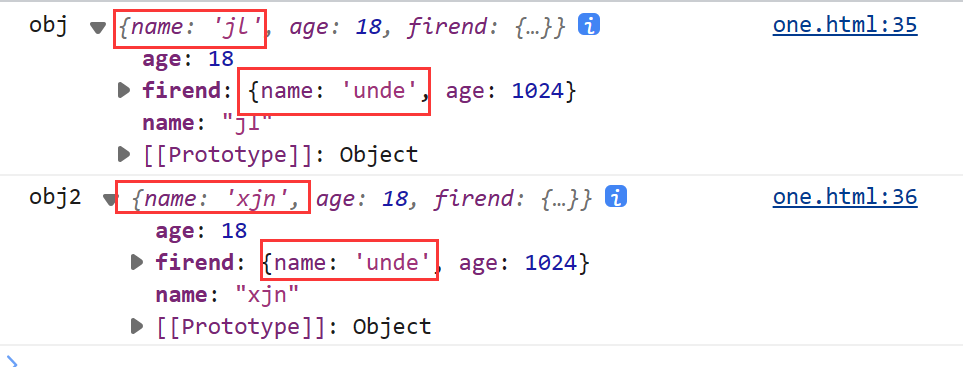 obj {name: 'jl', age: 18, firend: {…}} i one.html:35
age: 18
firend: {name: 'unde', age: 1024}
name: "jl"
[[Prototype]]: Object
obj2 {name: 'xjn', age: 18, firend: {…}} i one.html:36
age: 18
firend: {name: 'unde', age: 1024}
name: "xjn"
[[Prototype]]: Object